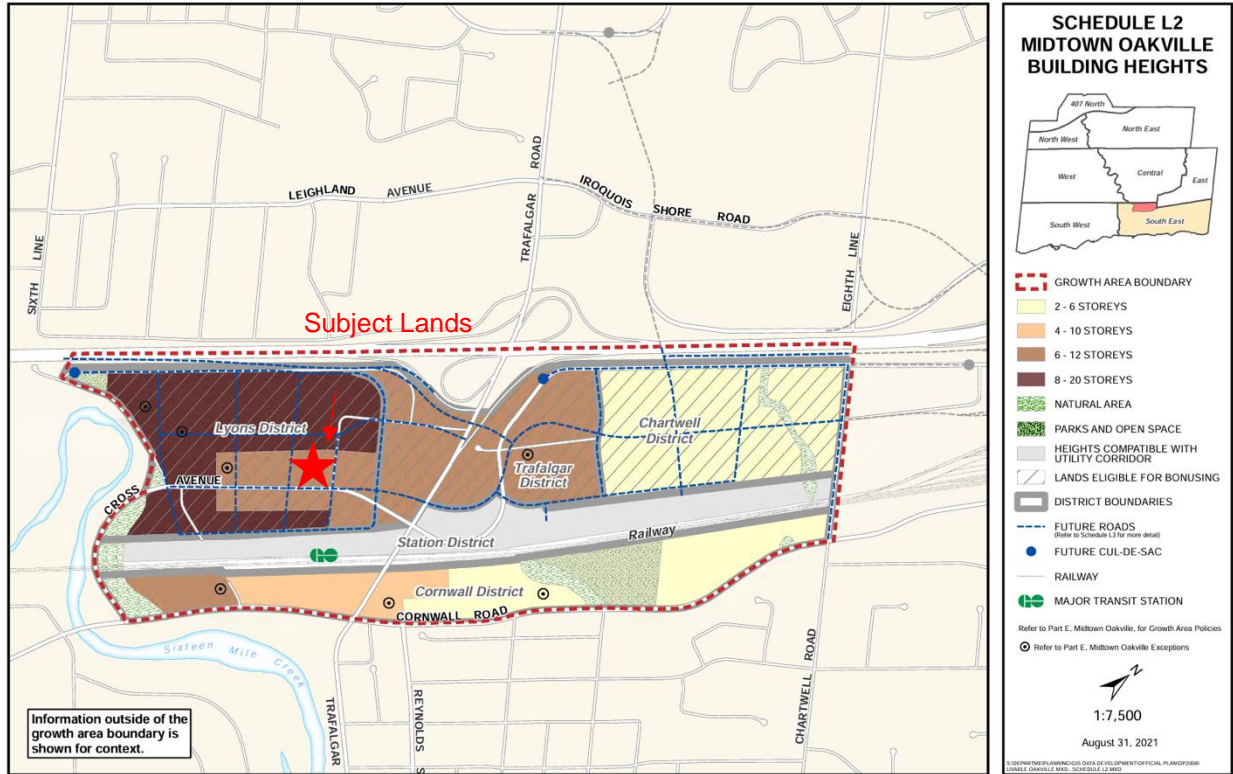 LEIGHLAND AVENUE
IROQUOIS SHORE ROAD
TRAFALGAR ROAD
SIXTH LINE
EIGHTH LINE
Subject Lands
Lyons District
Chartwell
District
Trafalgar
District
CROSS AVENUE
Station District
Railway
GO
Cornwall District
CORNWALL ROAD
Sixteen Mile Creek
TRAFALGAR
REYNOLDS S
CHARTWELL ROAD
Information outside of the
growth area boundary is
shown for context.
SCHEDULE L2
MIDTOWN OAKVILLE
BUILDING HEIGHTS
407 North
North West
North East
West
Central
East
South West
South East
GROWTH AREA BOUNDARY
2 - 6 STOREYS
4 - 10 STOREYS
6 - 12 STOREYS
8 - 20 STOREYS
NATURAL AREA
PARKS AND OPEN SPACE
HEIGHTS COMPATIBLE WITH
UTILITY CORRIDOR
LANDS ELIGIBLE FOR BONUSING
DISTRICT BOUNDARIES
FUTURE ROADS
(Refer to Schedule L3 for more detail)
FUTURE CUL-DE-SAC
RAILWAY
GO MAJOR TRANSIT STATION
Refer to Part E, Midtown Oakville, for Growth Area Policies
Refer to Part E, Midtown Oakville Exceptions
N
1:7,500
August 31, 2021